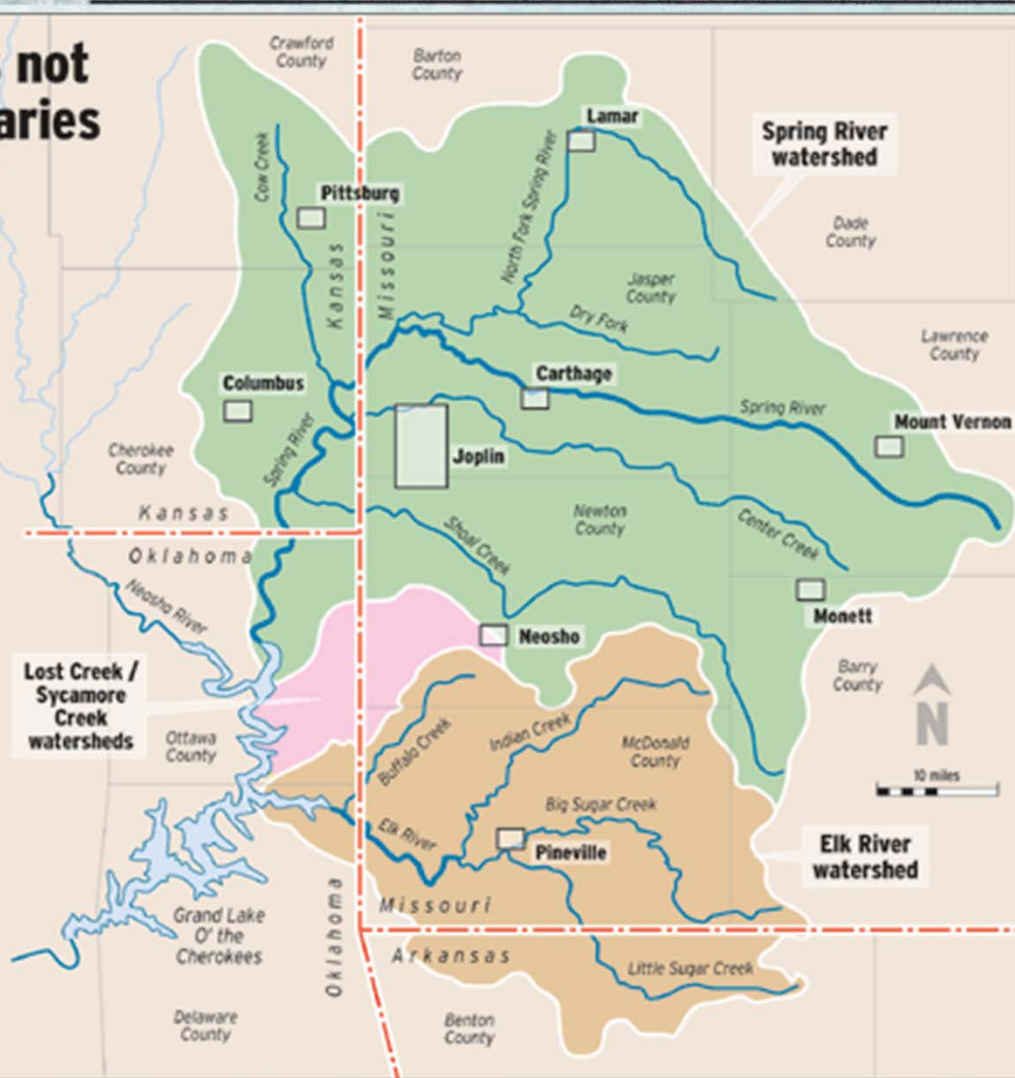 not
aries
Crawford
County
Barton
County
Lamar
Spring River
watershed
Cow Creek
Pittsburg
North Fork Spring River
Dade
County
Kansas
Missouri
Jasper
County
Dry Fork
Lawrence
County
Columbus
Carthage
Spring River
Mount Vernon
Cherokee
County
Spring River
Joplin
Kansas
Newton
County
Center Creek
Oklahoma
Shoal Creek
Neosho River
Monett
Neosho
Lost Creek /
Sycamore
Creek
watersheds
Barry
County
N
Ottawa
County
Buffalo Creek
Indian Creek
McDonald
County
10 miles
Big Sugar Creek
Elk River
Pineville
Elk River
watershed
Missouri
Grand Lake
O' the
Cherokees
Oklahoma
Arkansas
Little Sugar Creek
Delaware
County
Benton
County